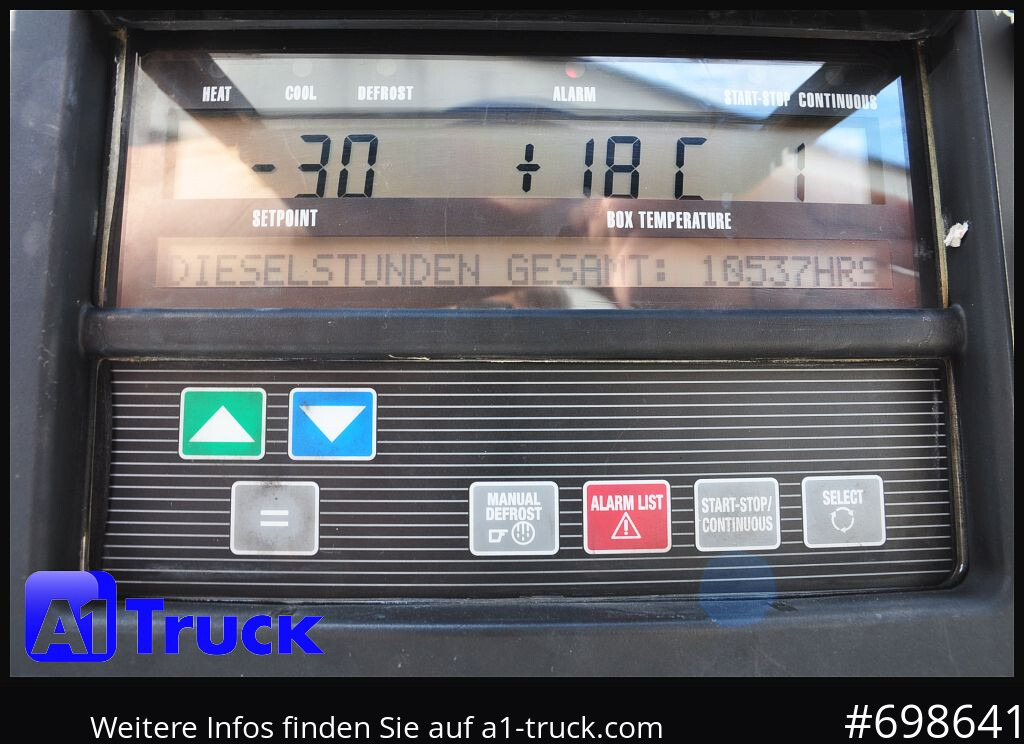 HEAT COOL DEFROST ALARM START-STOP CONTINUOUS
-30 +18 C 1
SETPOINT BOX TEMPERATURE
DIESELSTUNDEN GESAMT: 10537HRS
=
MANUAL DEFROST
ALARM LIST
START-STOP/
CONTINUOUS
SELECT
A1 Truck
Weitere Infos finden Sie auf a1-truck.com
#698641